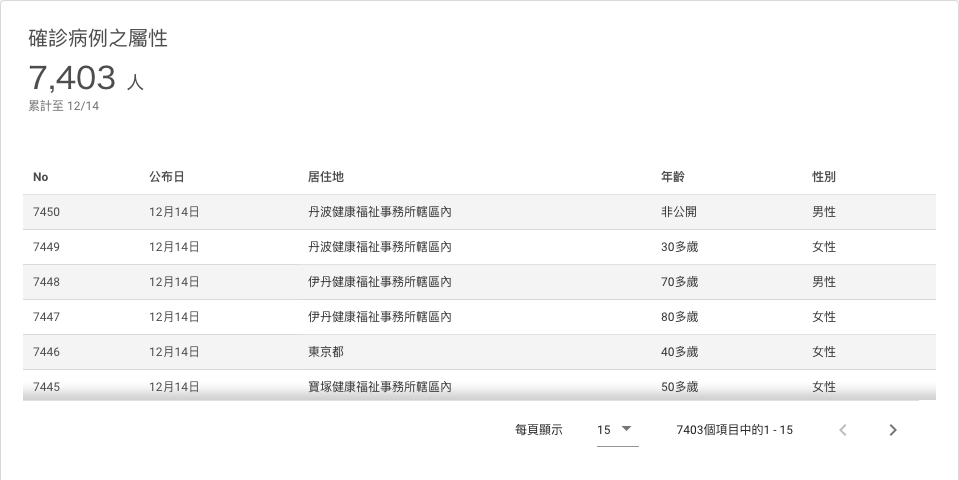 確診病例之屬性
7,403 人
累計至 12/14
No 公布日 居住地 年齡 性別
7450 12月14日 丹波健康福祉事務所轄區內 非公開 男性
7449 12月14日 丹波健康福祉事務所轄區內 30多歲 女性
7448 12月14日 伊丹健康福祉事務所轄區內 70多歲 男性
7447 12月14日 伊丹健康福祉事務所轄區內 80多歲 女性
7446 12月14日 東京都 40多歲 女性
7445 12月14日 寶塚健康福祉事務所轄區內 50多歲 女性
每頁顯示 15 7403個項目中的1 - 15